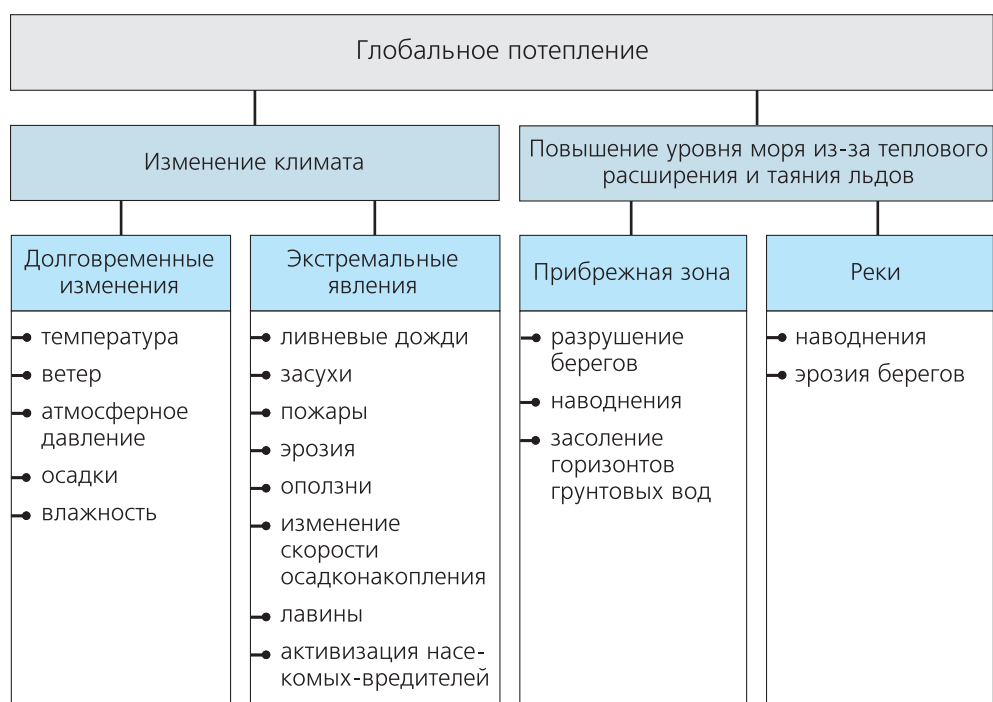 Глобальное потепление
Изменение климата
Повышение уровня моря из-за теплового
расширения и таяния льдов
Долговременные
изменения
температура
ветер
атмосферное
давление
осадки
влажность
Экстремальные
явления
ливневые дожди
засухи
пожары
эрозия
оползни
изменение
скорости
осадконакопления
лавины
активизация насе-
комых-вредителей
Прибрежная зона
разрушение
берегов
наводнения
засоление
горизонтов
грунтовых вод
Реки
наводнения
эрозия берегов